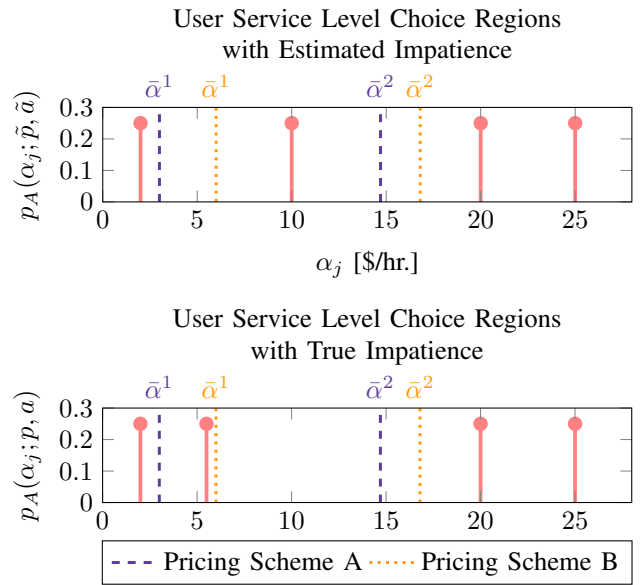 User Service Level Choice Regions
with Estimated Impatience
ᾱ¹ ᾱ¹ ᾱ² ᾱ²
0.3
0.2
0.1
0
p_A(α_j; p̃, ã)
0 5 10 15 20 25
α_j [$/hr.]
User Service Level Choice Regions
with True Impatience
ᾱ¹ ᾱ¹ ᾱ² ᾱ²
0.3
0.2
0.1
0
p_A(α_j; p, a)
0 5 10 15 20 25
Pricing Scheme A Pricing Scheme B